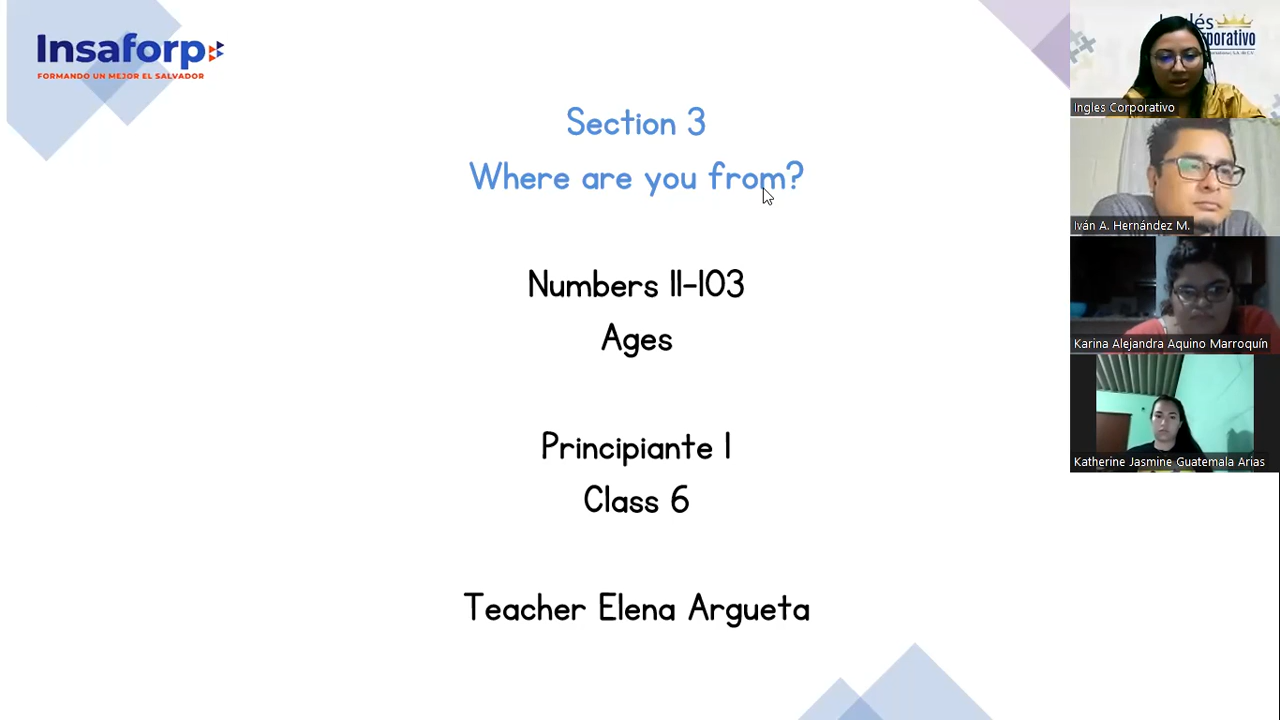 Insaforp
FORMANDO UN MEJOR EL SALVADOR
Section 3
Where are you from?
Numbers 11-103
Ages
Principiante 1
Class 6
Teacher Elena Argueta
Ingles Corporativo
Iván A. Hernández M.
Karina Alejandra Aquino Marroquín
Katherine Jasmine Guatemala Arias